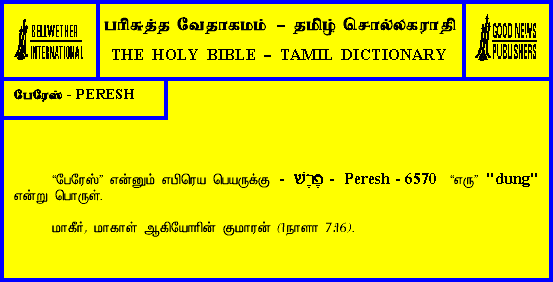 BELLWETHER
INTERNATIONAL
பரிசுத்த வேதாகமம் – தமிழ் சொல்லகராதி
THE HOLY BIBLE – TAMIL DICTIONARY
GOOD NEWS
PUBLISHERS
பேரேஸ் - PERESH
“பேரேஸ்” என்னும் எபிரெய பெயருக்கு - פֶּרֶשׁ - Peresh - 6570 “எரு” "dung"
என்று பொருள்.
மாகீர், மாகாள் ஆகியோரின் குமாரன் (1நாளா 7:16).